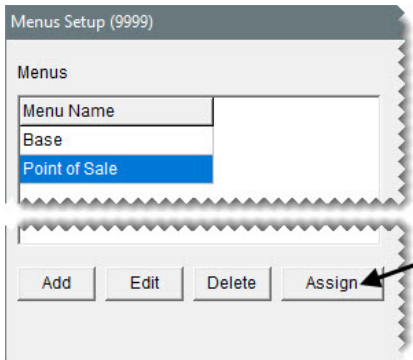 Menus Setup (9999)
Menus
Menu Name
Base
Point of Sale
Add Edit Delete Assign